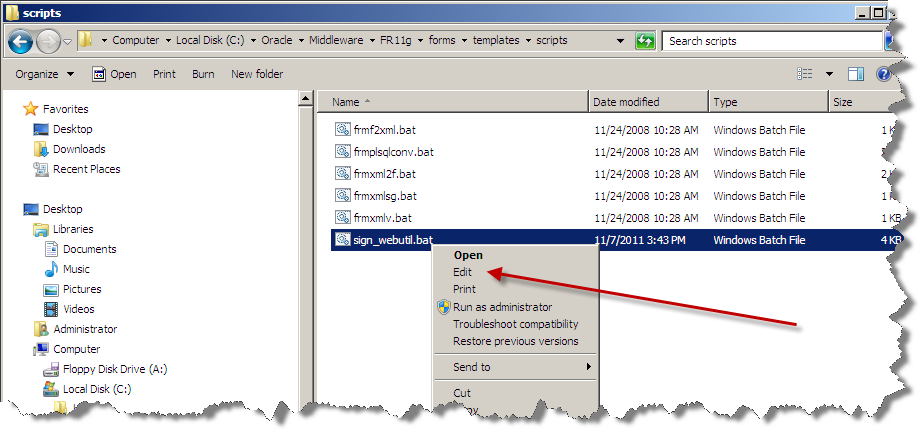 scripts
Computer Local Disk (C:) Oracle Middleware FR11g forms templates scripts Search scripts
Organize Open Print Burn New folder
Favorites
Desktop
Downloads
Recent Places
Desktop
Libraries
Documents
Music
Pictures
Videos
Administrator
Computer
Floppy Disk Drive (A:)
Local Disk (C:)
Name Date modified Type Size
frmf2xml.bat 11/24/2008 10:28 AM Windows Batch File 1 K
frmplsqlconv.bat 11/24/2008 10:28 AM Windows Batch File
frmxml2f.bat 11/24/2008 10:28 AM Windows Batch File 2 K
frmxmlsg.bat 11/24/2008 10:28 AM Windows Batch File 1 K
frmxmlv.bat 11/24/2008 10:28 AM Windows Batch File 1 K
sign_webutil.bat 11/7/2011 3:43 PM Windows Batch File 4 KB
Open
Edit
Print
Run as administrator
Troubleshoot compatibility
Restore previous versions
Send to
Cut